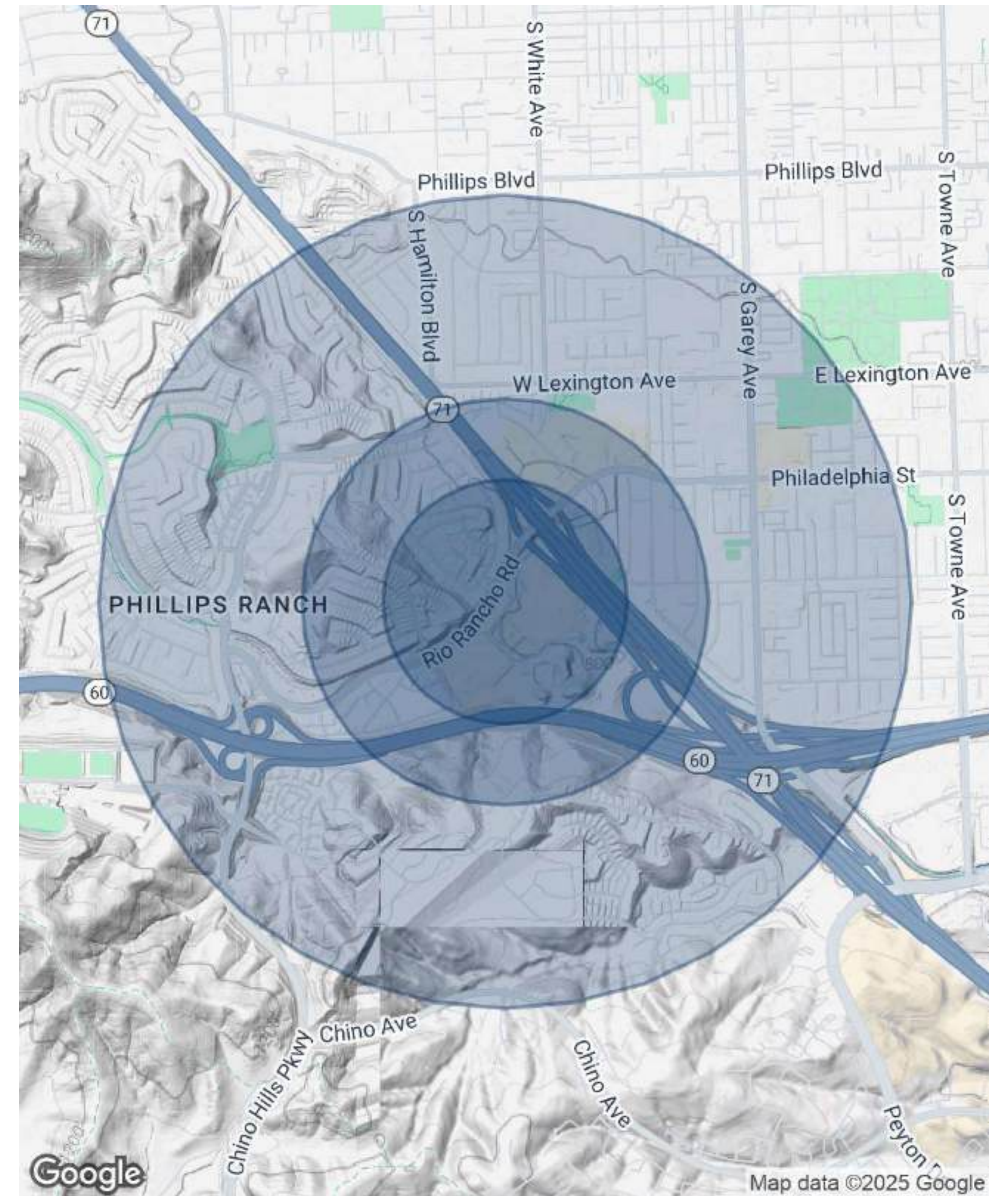 71
S White Ave
Phillips Blvd
Phillips Blvd
S Towne Ave
S Hamilton Blvd
S Garey Ave
W Lexington Ave
E Lexington Ave
71
Philadelphia St
S Towne Ave
Rio Rancho Rd
PHILLIPS RANCH
800
60
60
71
Chino Ave
Chino Hills Pkwy
Chino Ave
Peyton
Google
Map data ©2025 Google